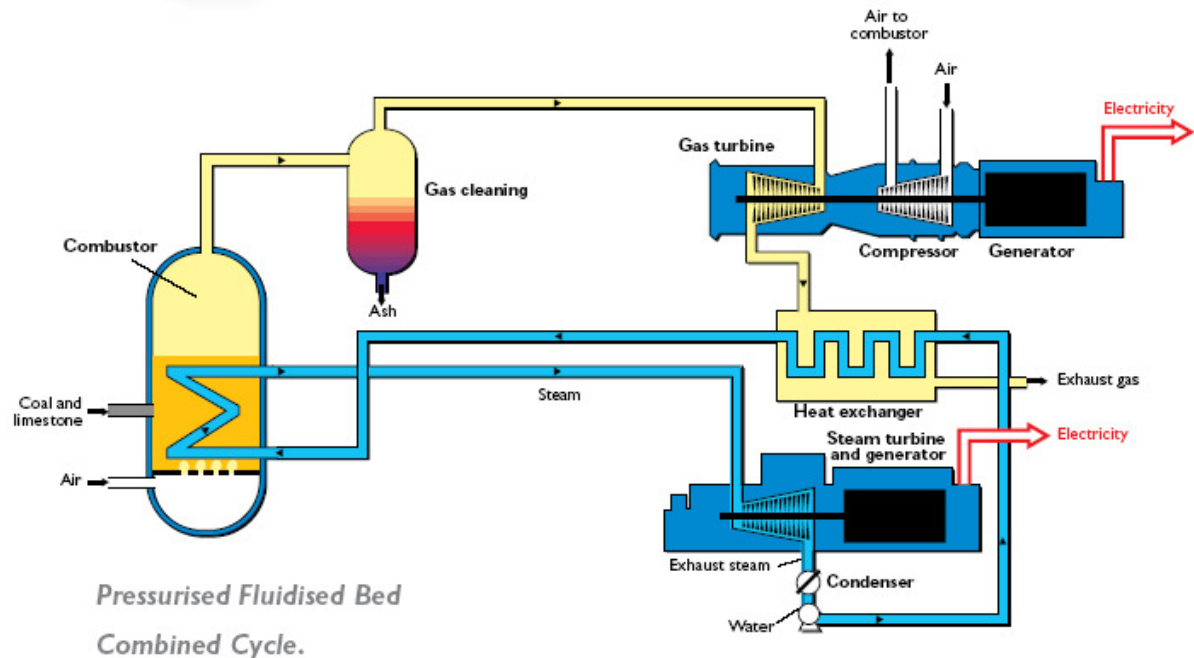 Air to
combustor
Air
Electricity
Gas turbine
Gas cleaning
Combustor
Compressor
Generator
Ash
Coal and
limestone
Steam
Heat exchanger
Exhaust gas
Steam turbine
and generator
Electricity
Air
Exhaust steam
Condenser
Water
Pressurised Fluidised Bed
Combined Cycle.